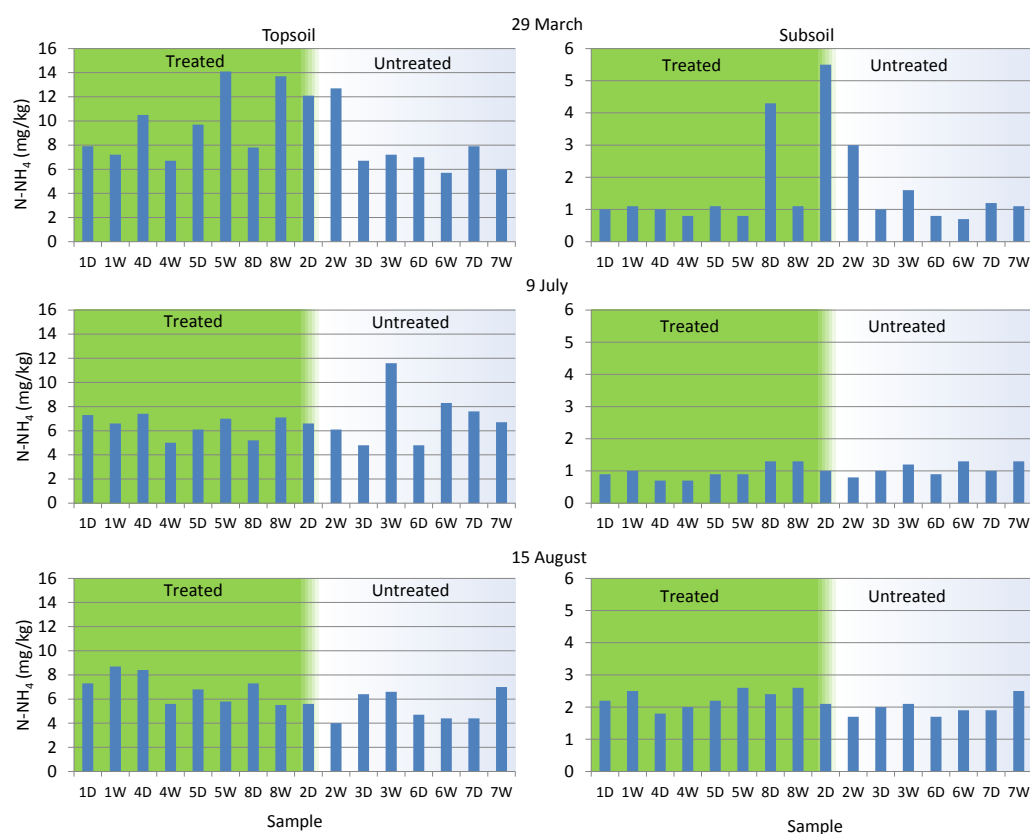 29 March
Topsoil
Subsoil
N-NH₄ (mg/kg)
16
14
12
10
8
6
4
2
0
Treated
Untreated
1D 1W 4D 4W 5D 5W 8D 8W 2D 2W 3D 3W 6D 6W 7D 7W
6
5
4
3
2
1
0
Treated
Untreated
1D 1W 4D 4W 5D 5W 8D 8W 2D 2W 3D 3W 6D 6W 7D 7W
9 July
N-NH₄ (mg/kg)
16
14
12
10
8
6
4
2
0
Treated
Untreated
1D 1W 4D 4W 5D 5W 8D 8W 2D 2W 3D 3W 6D 6W 7D 7W
6
5
4
3
2
1
0
Treated
Untreated
1D 1W 4D 4W 5D 5W 8D 8W 2D 2W 3D 3W 6D 6W 7D 7W
15 August
N-NH₄ (mg/kg)
16
14
12
10
8
6
4
2
0
Treated
Untreated
1D 1W 4D 4W 5D 5W 8D 8W 2D 2W 3D 3W 6D 6W 7D 7W
Sample
6
5
4
3
2
1
0
Treated
Untreated
1D 1W 4D 4W 5D 5W 8D 8W 2D 2W 3D 3W 6D 6W 7D 7W
Sample